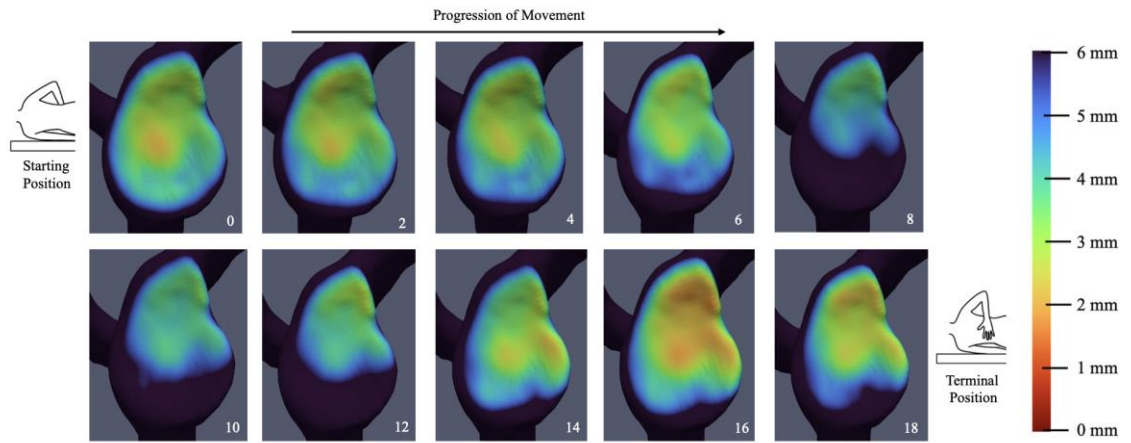 Progression of Movement
Starting
Position
0
2
4
6
8
10
12
14
16
18
Terminal
Position
6 mm
5 mm
4 mm
3 mm
2 mm
1 mm
0 mm